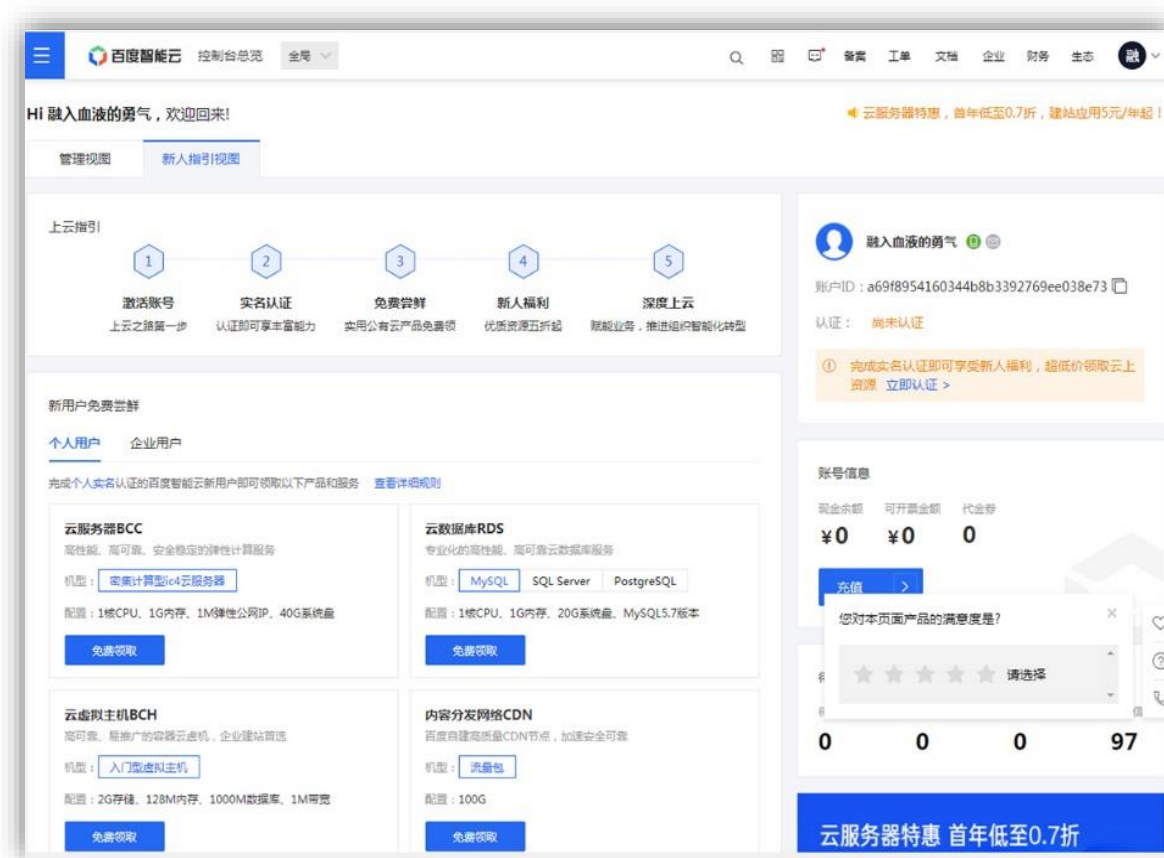 百度智能云 控制台总览 全局 备案 工单 文档 企业 财务 生态 融
Hi 融入血液的勇气，欢迎回来!
云服务器特惠，首年低至0.7折，建站应用5元/年起！
管理视图 新人指引视图
上云指引
1 2 3 4 5
激活账号 实名认证 免费尝鲜 新人福利 深度上云
上云之路第一步 认证即可享丰富能力 实用公有云产品免费领 优质资源五折起 赋能业务，推进组织智能化转型
新用户免费尝鲜
个人用户 企业用户
完成个人实名认证的百度智能云新用户即可领取以下产品和服务 查看详细规则
云服务器BCC
高性能、高可靠、安全稳定的弹性计算服务
机型： 密集计算型ic4云服务器
配置：1核CPU、1G内存、1M弹性公网IP、40G系统盘
免费领取
云数据库RDS
专业化的高性能、高可靠云数据库服务
机型： MySQL SQL Server PostgreSQL
配置：1核CPU、1G内存、20G系统盘、MySQL5.7版本
免费领取
云虚拟主机BCH
高可靠、易推广的容器云虚机，企业建站首选
机型： 入门型虚拟主机
配置：2G存储、128M内存、1000M数据库、1M带宽
免费领取
内容分发网络CDN
百度自建高质量CDN节点，加速安全可靠
机型： 流量包
配置：100G
免费领取
融入血液的勇气
账户ID：a69f8954160344b8b3392769ee038e73
认证： 尚未认证
完成实名认证即可享受新人福利，超低价领取云上
资源 立即认证 >
账号信息
现金余额 可开票金额 代金券
¥0 ¥0 0
充值
您对本页面产品的满意度是?
请选择
0 0 0 97
云服务器特惠 首年低至0.7折